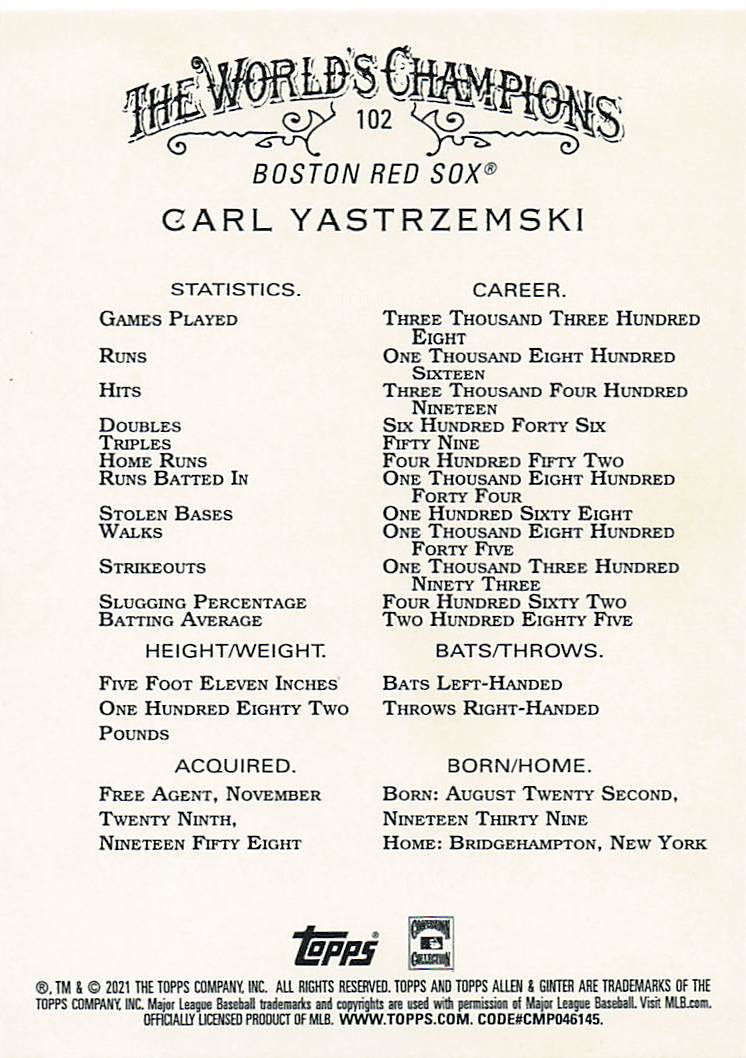 THE WORLD'S CHAMPIONS
102
BOSTON RED SOX®
CARL YASTRZEMSKI
STATISTICS. CAREER.
GAMES PLAYED THREE THOUSAND THREE HUNDRED
EIGHT
RUNS ONE THOUSAND EIGHT HUNDRED
SIXTEEN
HITS THREE THOUSAND FOUR HUNDRED
NINETEEN
DOUBLES SIX HUNDRED FORTY SIX
TRIPLES FIFTY NINE
HOME RUNS FOUR HUNDRED FIFTY TWO
RUNS BATTED IN ONE THOUSAND EIGHT HUNDRED
FORTY FOUR
STOLEN BASES ONE HUNDRED SIXTY EIGHT
WALKS ONE THOUSAND EIGHT HUNDRED
FORTY FIVE
STRIKEOUTS ONE THOUSAND THREE HUNDRED
NINETY THREE
SLUGGING PERCENTAGE FOUR HUNDRED SIXTY TWO
BATTING AVERAGE TWO HUNDRED EIGHTY FIVE
HEIGHT/WEIGHT. BATS/THROWS.
FIVE FOOT ELEVEN INCHES BATS LEFT-HANDED
ONE HUNDRED EIGHTY TWO THROWS RIGHT-HANDED
POUNDS
ACQUIRED. BORN/HOME.
FREE AGENT, NOVEMBER BORN: AUGUST TWENTY SECOND,
TWENTY NINTH, NINETEEN THIRTY NINE
NINETEEN FIFTY EIGHT HOME: BRIDGEHAMPTON, NEW YORK
TOPPS® COOPERSTOWN
COLLECTION
®, TM & © 2021 THE TOPPS COMPANY, INC. ALL RIGHTS RESERVED. TOPPS AND TOPPS ALLEN & GINTER ARE TRADEMARKS OF THE
TOPPS COMPANY, INC. Major League Baseball trademarks and copyrights are used with permission of Major League Baseball. Visit MLB.com.
OFFICIALLY LICENSED PRODUCT OF MLB. WWW.TOPPS.COM. CODE#CMP046145.